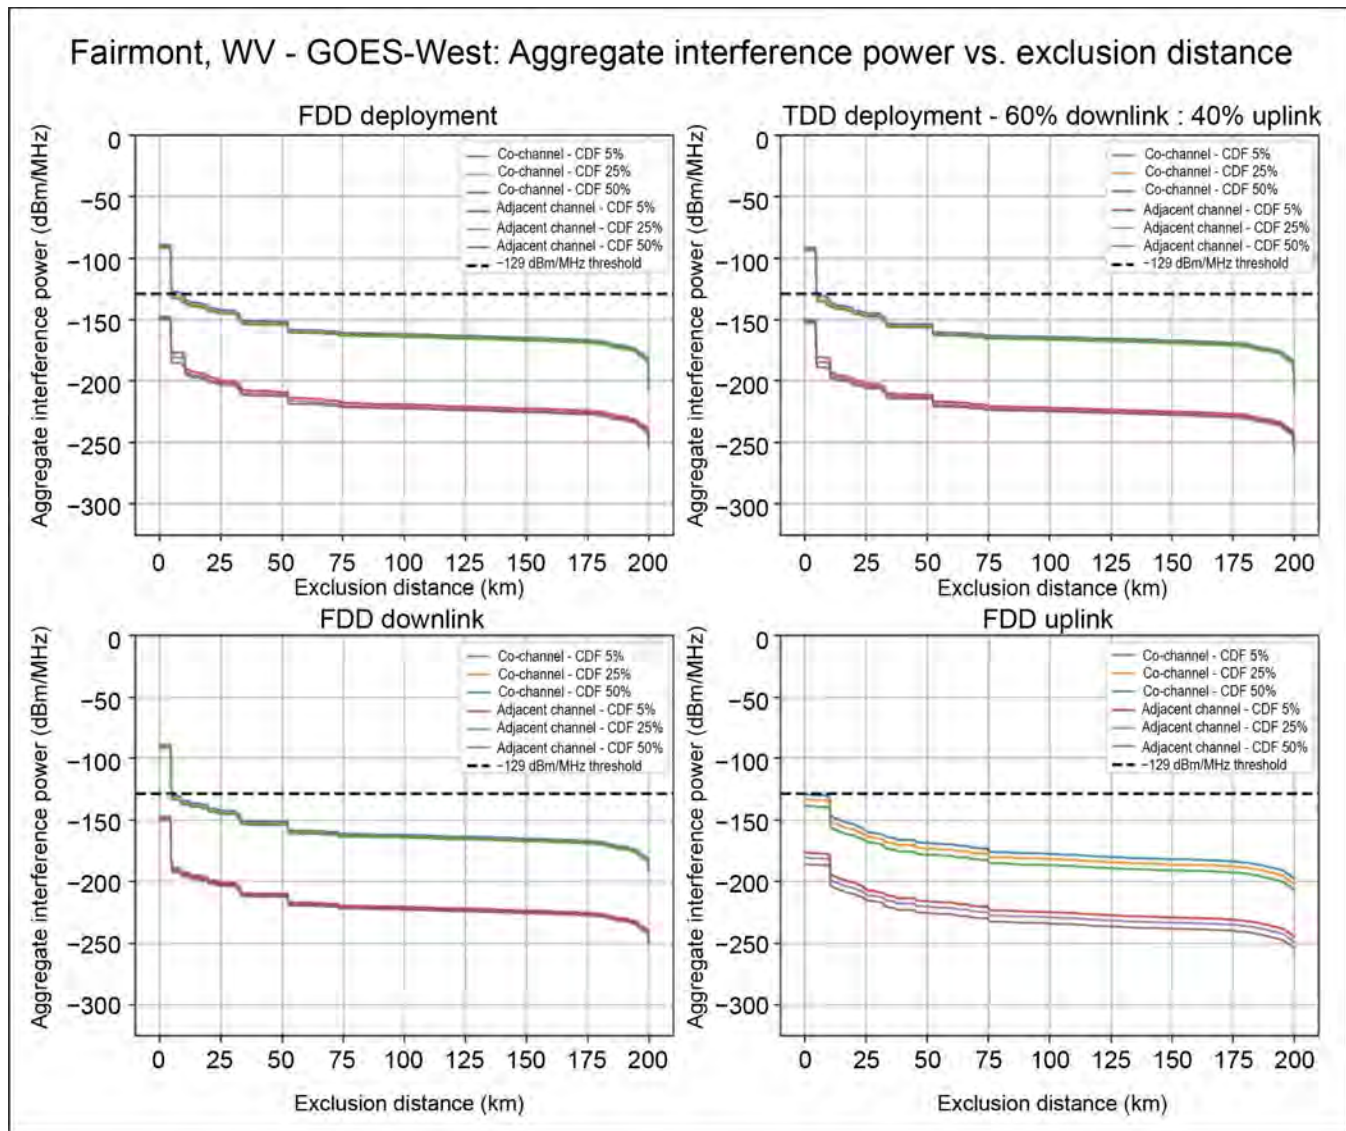 Fairmont, WV - GOES-West: Aggregate interference power vs. exclusion distance
FDD deployment
Aggregate interference power (dBm/MHz)
0
−50
−100
−150
−200
−250
−300
Co-channel - CDF 5%
Co-channel - CDF 25%
Co-channel - CDF 50%
Adjacent channel - CDF 5%
Adjacent channel - CDF 25%
Adjacent channel - CDF 50%
−129 dBm/MHz threshold
0 25 50 75 100 125 150 175 200
Exclusion distance (km)
TDD deployment - 60% downlink : 40% uplink
Aggregate interference power (dBm/MHz)
0
−50
−100
−150
−200
−250
−300
Co-channel - CDF 5%
Co-channel - CDF 25%
Co-channel - CDF 50%
Adjacent channel - CDF 5%
Adjacent channel - CDF 25%
Adjacent channel - CDF 50%
−129 dBm/MHz threshold
0 25 50 75 100 125 150 175 200
Exclusion distance (km)
FDD downlink
Aggregate interference power (dBm/MHz)
0
−50
−100
−150
−200
−250
−300
Co-channel - CDF 5%
Co-channel - CDF 25%
Co-channel - CDF 50%
Adjacent channel - CDF 5%
Adjacent channel - CDF 25%
Adjacent channel - CDF 50%
−129 dBm/MHz threshold
0 25 50 75 100 125 150 175 200
Exclusion distance (km)
FDD uplink
Aggregate interference power (dBm/MHz)
0
−50
−100
−150
−200
−250
−300
Co-channel - CDF 5%
Co-channel - CDF 25%
Co-channel - CDF 50%
Adjacent channel - CDF 5%
Adjacent channel - CDF 25%
Adjacent channel - CDF 50%
−129 dBm/MHz threshold
0 25 50 75 100 125 150 175 200
Exclusion distance (km)